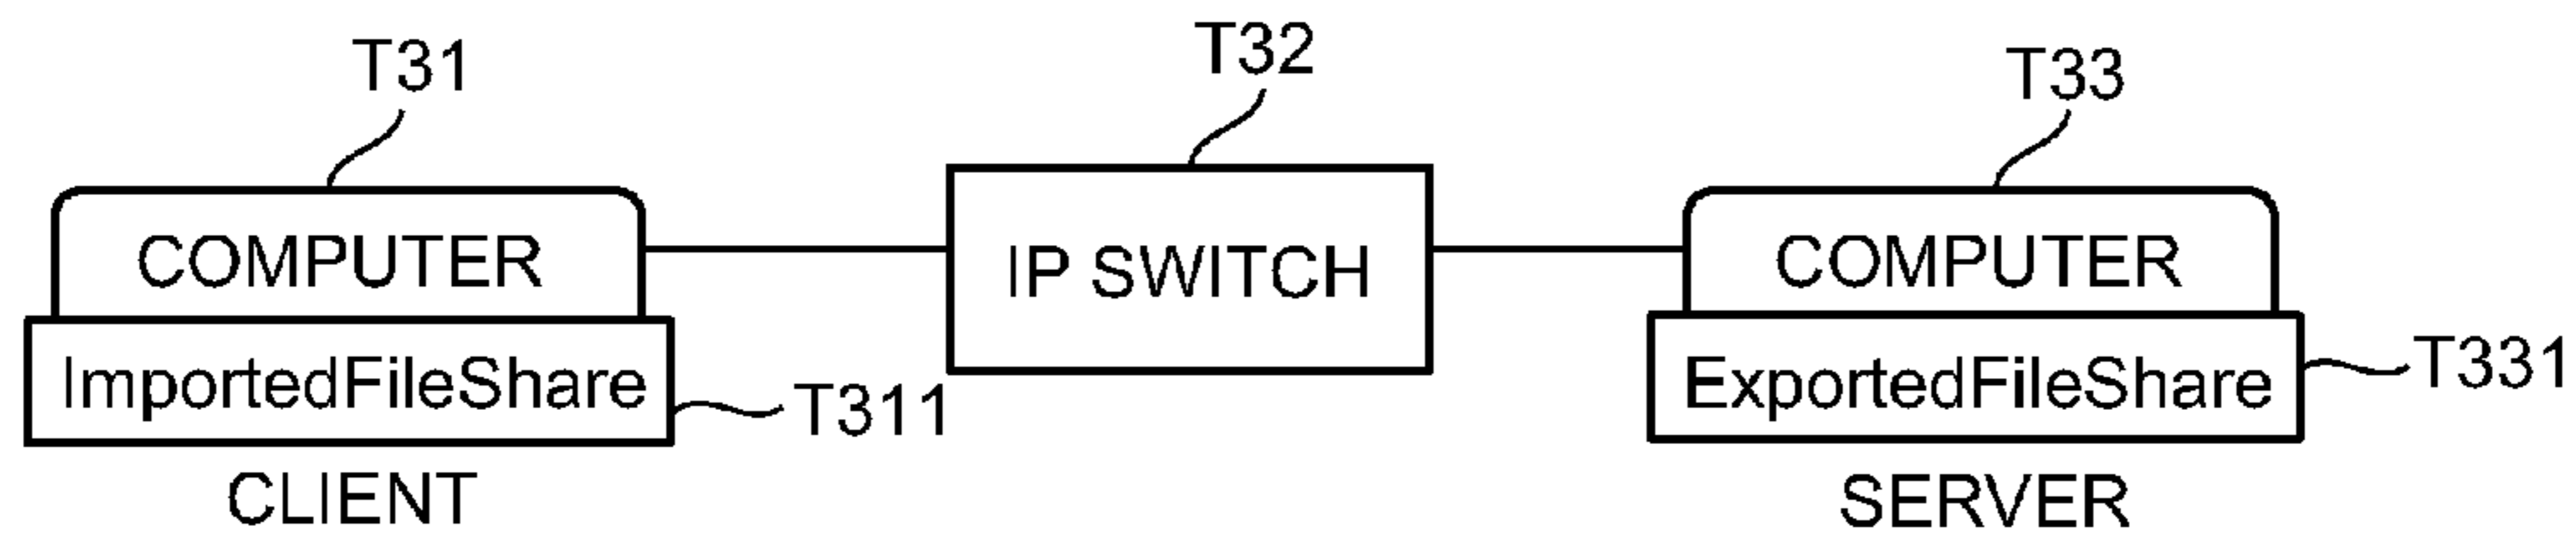 T31
T32
T33
COMPUTER
IP SWITCH
COMPUTER
ImportedFileShare
T311
ExportedFileShare
T331
CLIENT
SERVER